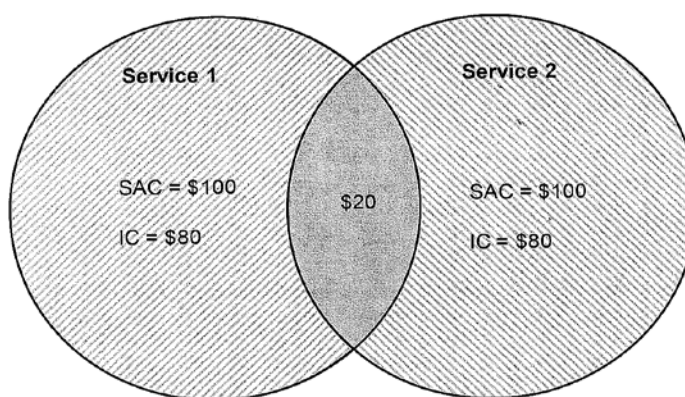 Service 1
Service 2
SAC = $100
$20
SAC = $100
IC = $80
IC = $80